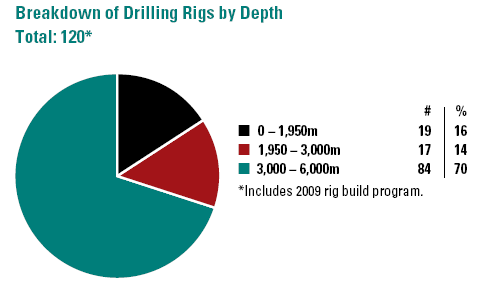 Breakdown of Drilling Rigs by Depth
Total: 120*
# %
0 – 1,950m 19 16
1,950 – 3,000m 17 14
3,000 – 6,000m 84 70
*Includes 2009 rig build program.